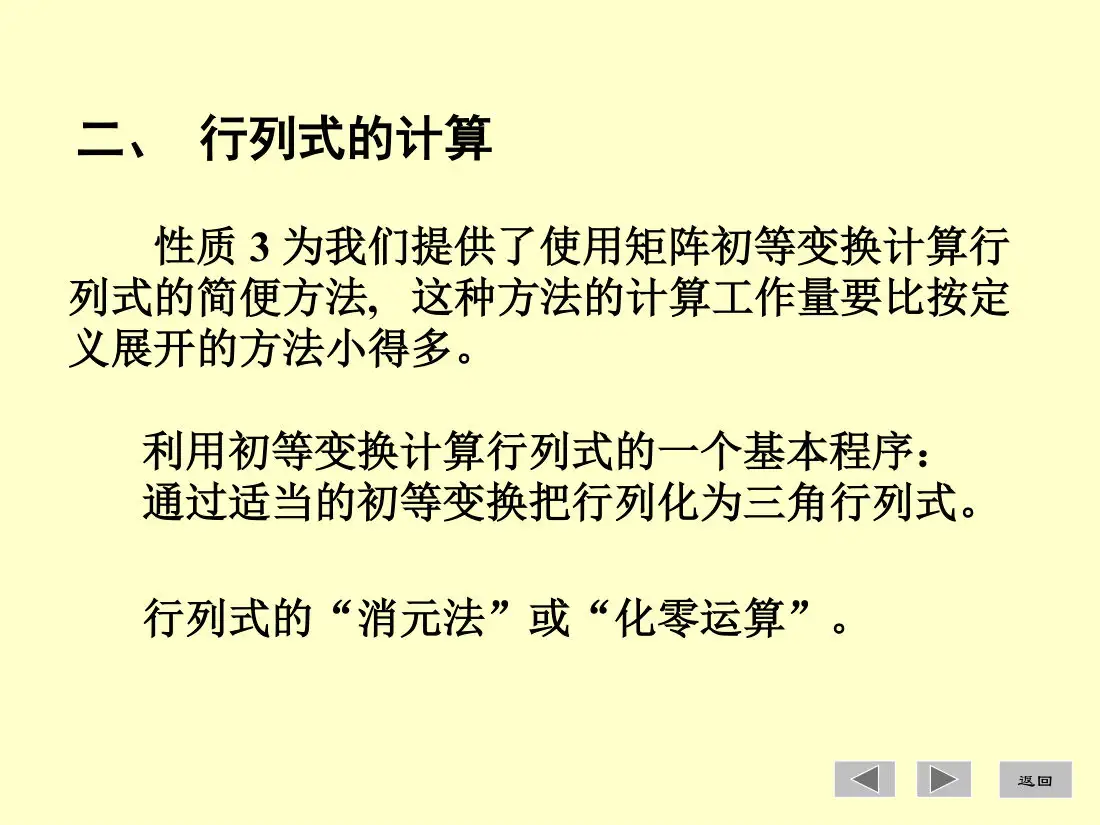 二、 行列式的计算
性质 3 为我们提供了使用矩阵初等变换计算行
列式的简便方法, 这种方法的计算工作量要比按定
义展开的方法小得多。
利用初等变换计算行列式的一个基本程序：
通过适当的初等变换把行列化为三角行列式。
行列式的“消元法”或“化零运算”。
返回